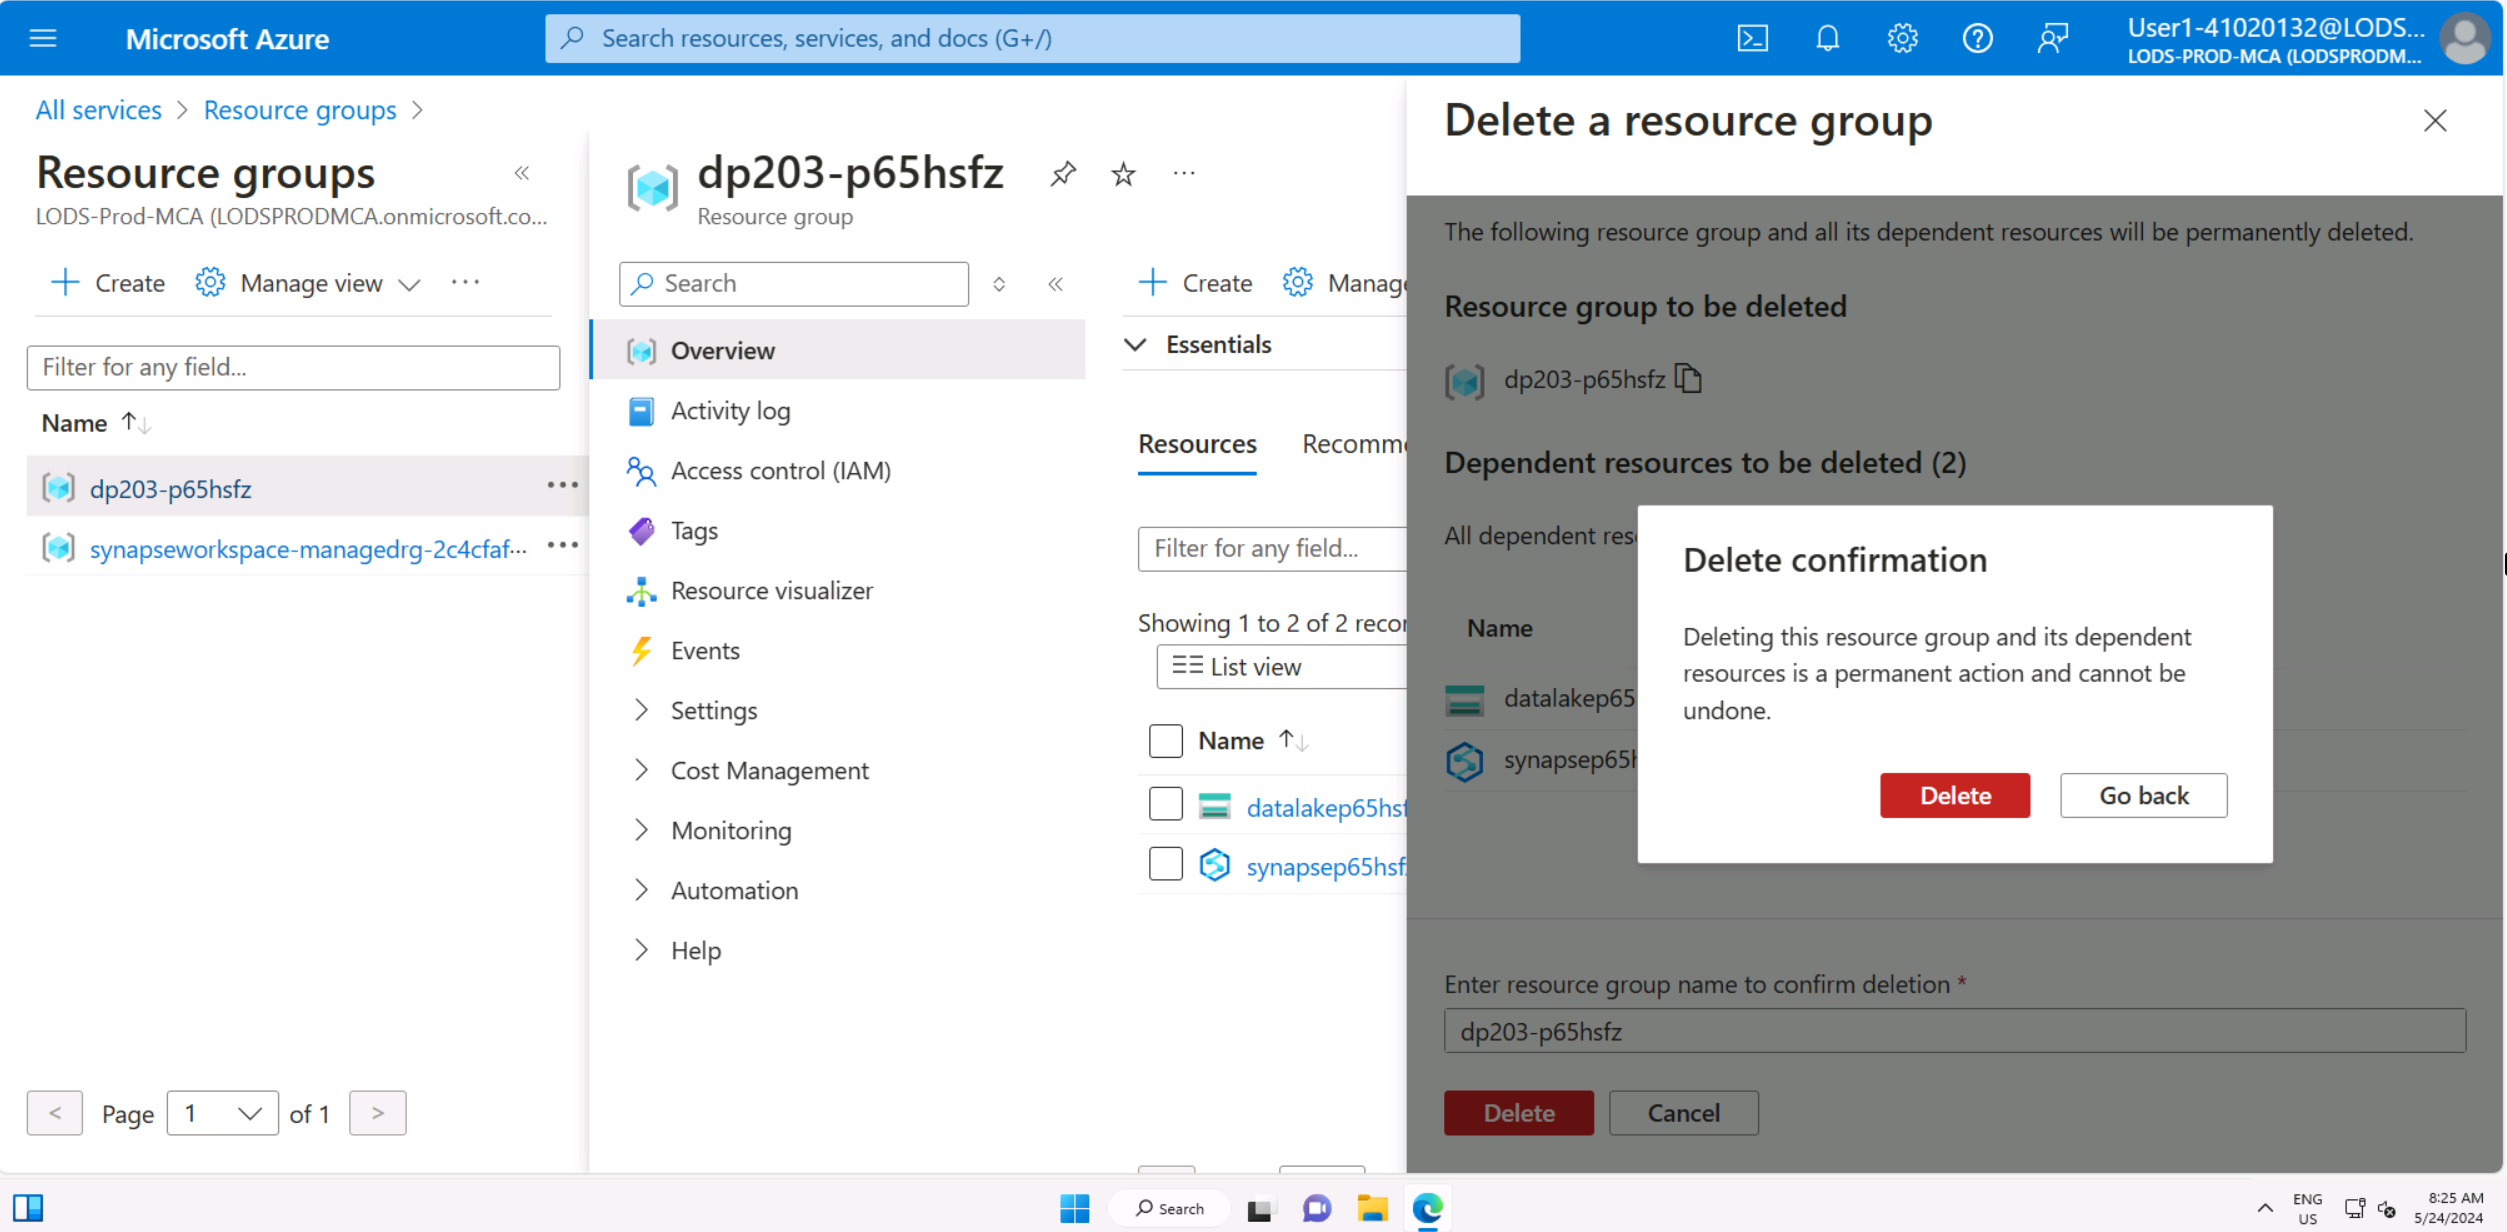 Microsoft Azure
Search resources, services, and docs (G+/)
User1-41020132@LODS...
LODS-PROD-MCA (LODSPRODM...
All services > Resource groups >
Resource groups
LODS-Prod-MCA (LODSPRODMCA.onmicrosoft.co...
Create
Manage view
Filter for any field...
Name
dp203-p65hsfz
synapseworkspace-managedrg-2c4cfaf...
< Page 1 of 1 >
dp203-p65hsfz
Resource group
Search
Overview
Activity log
Access control (IAM)
Tags
Resource visualizer
Events
Settings
Cost Management
Monitoring
Automation
Help
Create
Manage
Essentials
Resources
Recomm
Filter for any field...
Showing 1 to 2 of 2 recor
List view
Name
datalakep65hsf
synapsep65hsf
Delete a resource group
The following resource group and all its dependent resources will be permanently deleted.
Resource group to be deleted
dp203-p65hsfz
Dependent resources to be deleted (2)
All dependent res
Name
datalakep65
synapsep65h
Delete confirmation
Deleting this resource group and its dependent
resources is a permanent action and cannot be
undone.
Delete
Go back
Enter resource group name to confirm deletion *
dp203-p65hsfz
Delete
Cancel
Search
ENG
US
8:25 AM
5/24/2024